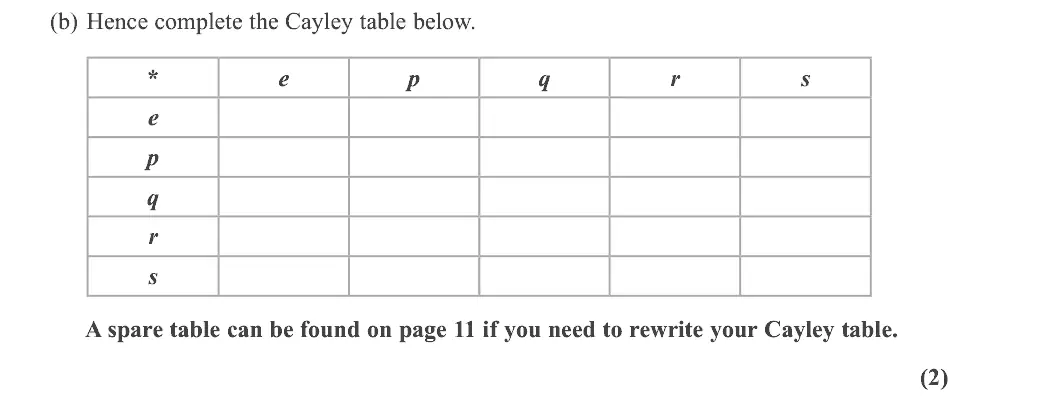 (b) Hence complete the Cayley table below.
* e p q r s
e
p
q
r
s
A spare table can be found on page 11 if you need to rewrite your Cayley table.
(2)